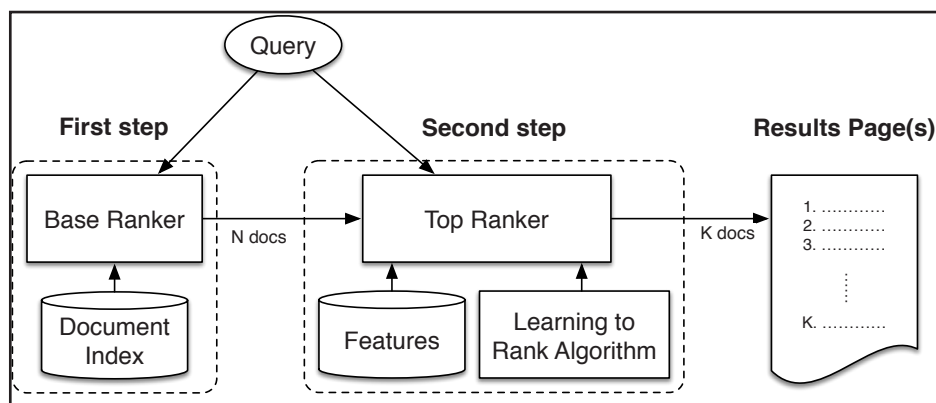 Query
First step
Second step
Results Page(s)
Base Ranker
N docs
Top Ranker
K docs
1. ............
2. ............
3. ............
......
K. ............
Document
Index
Features
Learning to
Rank Algorithm